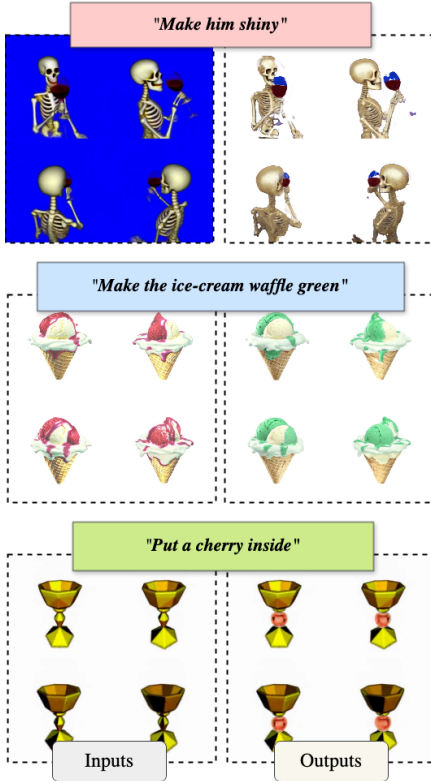 "Make him shiny"
"Make the ice-cream waffle green"
"Put a cherry inside"
Inputs
Outputs